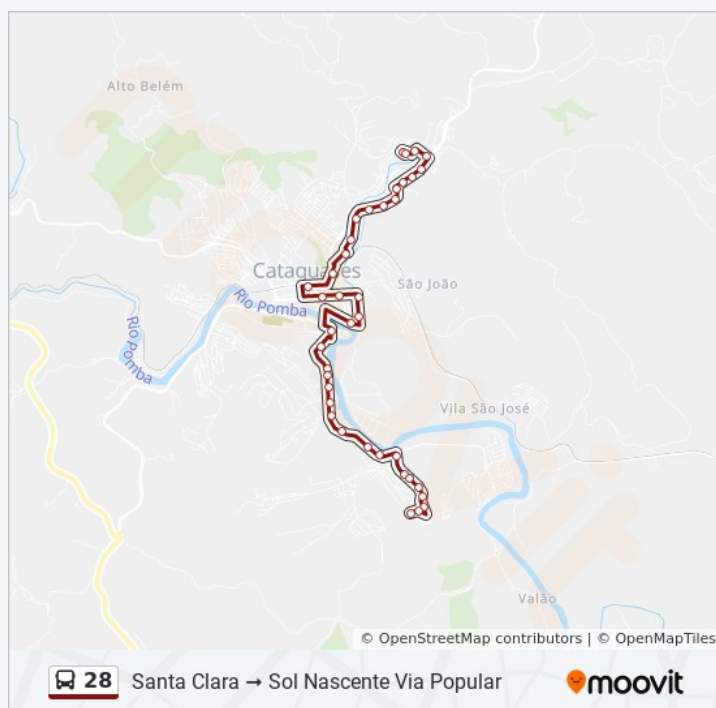 Alto Belém
Cataguases
São João
Rio Pomba
Rio Pomba
Vila São José
Valão
© OpenStreetMap contributors | © OpenMapTiles
28 Santa Clara → Sol Nascente Via Popular
moovit